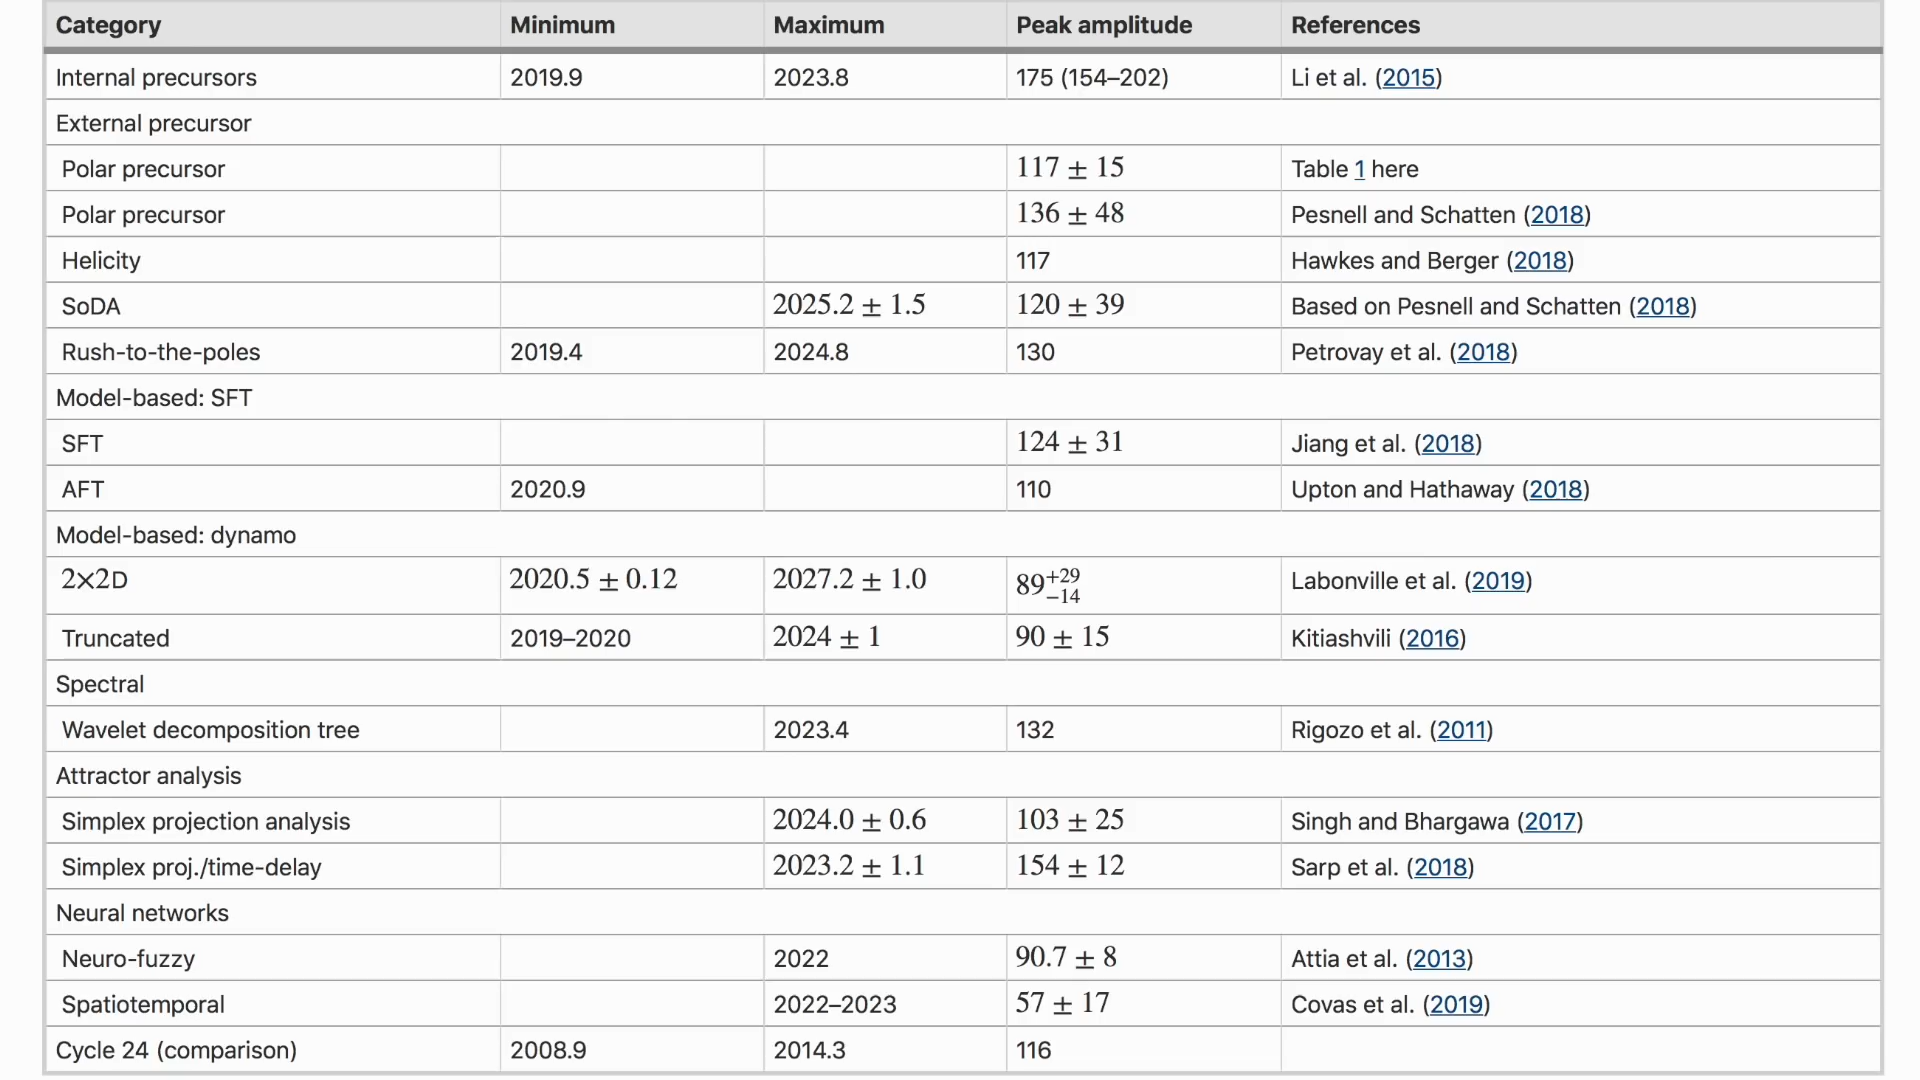 Category Minimum Maximum Peak amplitude References
Internal precursors 2019.9 2023.8 175 (154–202) Li et al. (2015)
External precursor
Polar precursor 117 ± 15 Table 1 here
Polar precursor 136 ± 48 Pesnell and Schatten (2018)
Helicity 117 Hawkes and Berger (2018)
SoDA 2025.2 ± 1.5 120 ± 39 Based on Pesnell and Schatten (2018)
Rush-to-the-poles 2019.4 2024.8 130 Petrovay et al. (2018)
Model-based: SFT
SFT 124 ± 31 Jiang et al. (2018)
AFT 2020.9 110 Upton and Hathaway (2018)
Model-based: dynamo
2×2D 2020.5 ± 0.12 2027.2 ± 1.0 89 +29 −14 Labonville et al. (2019)
Truncated 2019–2020 2024 ± 1 90 ± 15 Kitiashvili (2016)
Spectral
Wavelet decomposition tree 2023.4 132 Rigozo et al. (2011)
Attractor analysis
Simplex projection analysis 2024.0 ± 0.6 103 ± 25 Singh and Bhargawa (2017)
Simplex proj./time-delay 2023.2 ± 1.1 154 ± 12 Sarp et al. (2018)
Neural networks
Neuro-fuzzy 2022 90.7 ± 8 Attia et al. (2013)
Spatiotemporal 2022–2023 57 ± 17 Covas et al. (2019)
Cycle 24 (comparison) 2008.9 2014.3 116